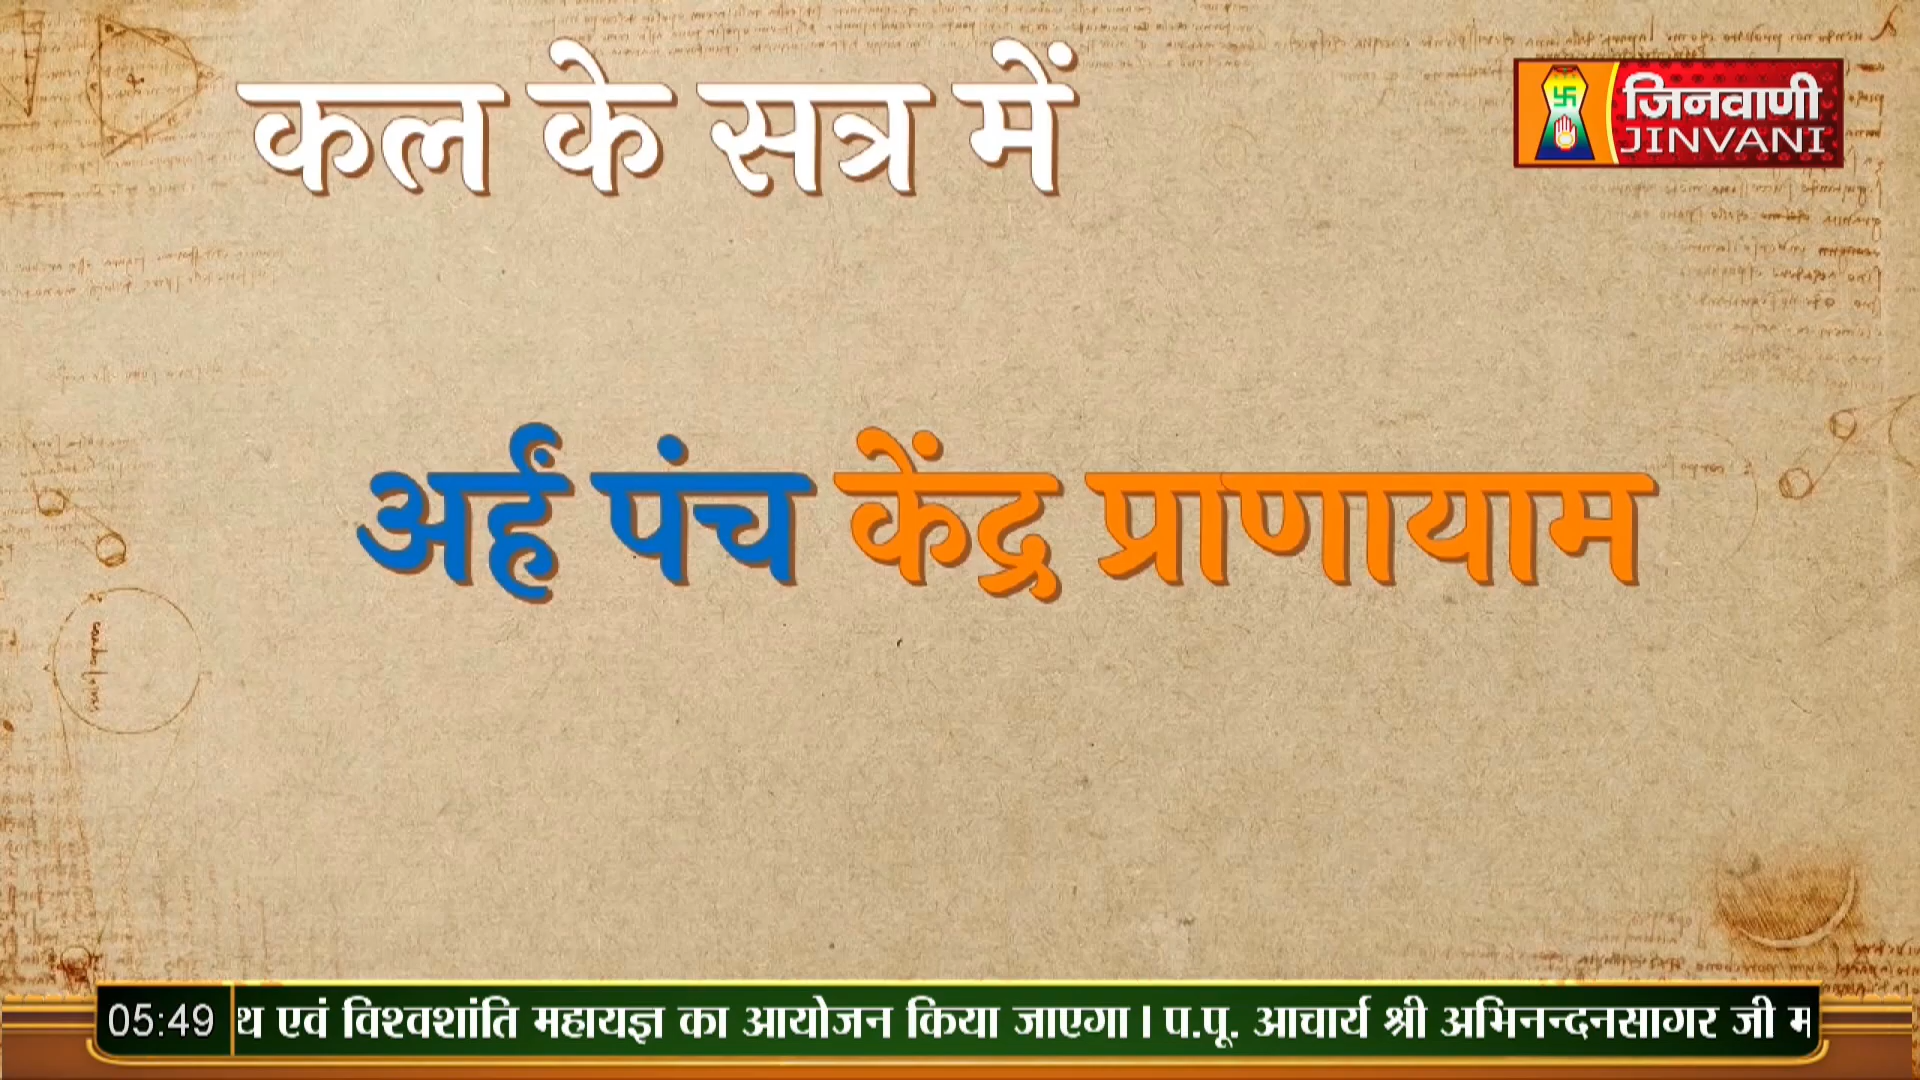 कल के सत्र में
जिनवाणी
JINVANI
अर्हं पंच केंद्र प्राणायाम
05:49
थ एवं विश्वशांति महायज्ञ का आयोजन किया जाएगा। प.पू. आचार्य श्री अभिनन्दनसागर जी म